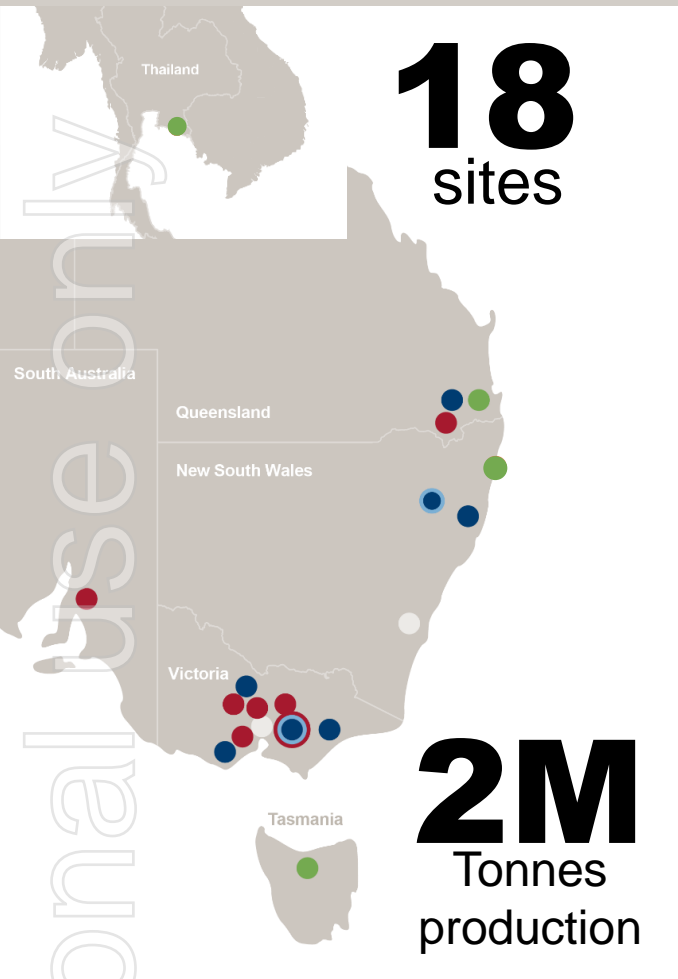 Thailand
18
sites
South Australia
Queensland
New South Wales
Victoria
Tasmania
2M
Tonnes
production
onal use only